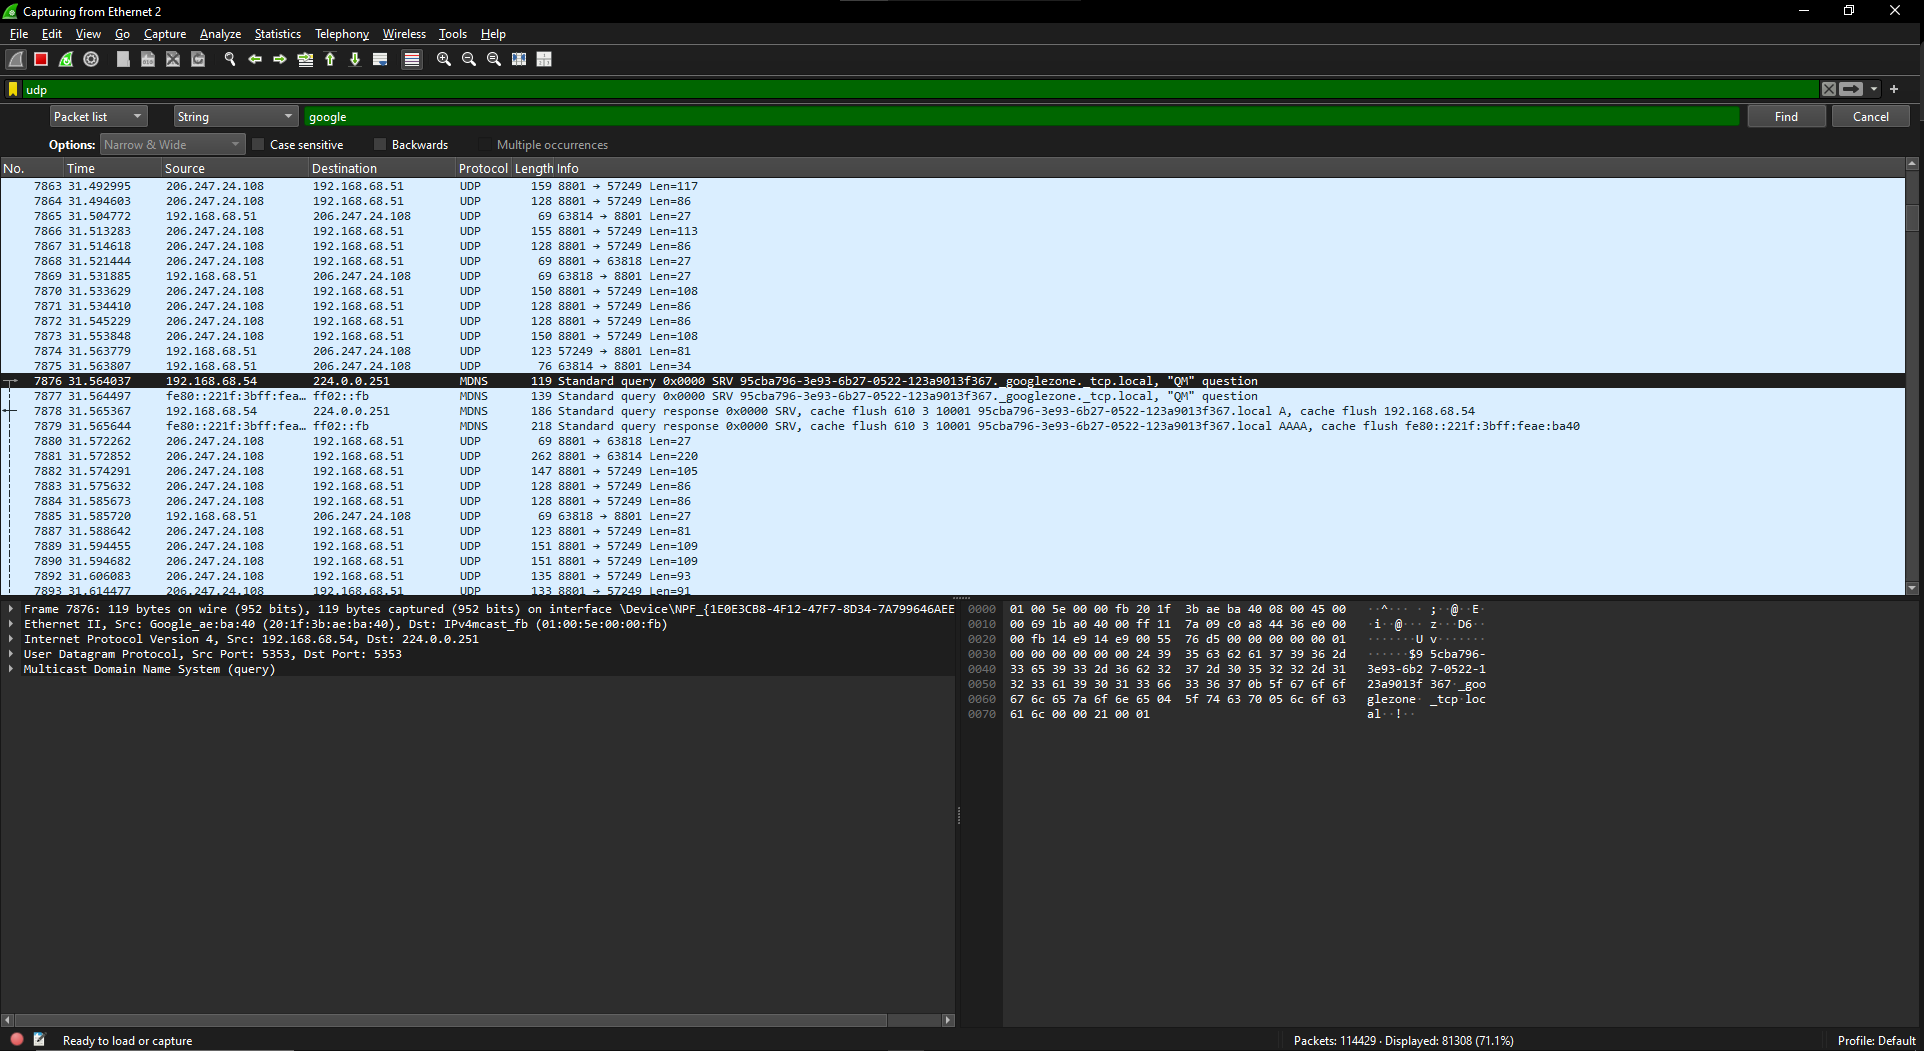 Capturing from Ethernet 2
File Edit View Go Capture Analyze Statistics Telephony Wireless Tools Help
udp
Packet list String google Find Cancel
Options: Narrow & Wide Case sensitive Backwards Multiple occurrences
No. Time Source Destination Protocol Length Info
7863 31.492995 206.247.24.108 192.168.68.51 UDP 159 8801 → 57249 Len=117
7864 31.494603 206.247.24.108 192.168.68.51 UDP 128 8801 → 57249 Len=86
7865 31.504772 192.168.68.51 206.247.24.108 UDP 69 63814 → 8801 Len=27
7866 31.513283 206.247.24.108 192.168.68.51 UDP 155 8801 → 57249 Len=113
7867 31.514618 206.247.24.108 192.168.68.51 UDP 128 8801 → 57249 Len=86
7868 31.521444 206.247.24.108 192.168.68.51 UDP 69 8801 → 63818 Len=27
7869 31.531885 192.168.68.51 206.247.24.108 UDP 69 63818 → 8801 Len=27
7870 31.533629 206.247.24.108 192.168.68.51 UDP 150 8801 → 57249 Len=108
7871 31.534410 206.247.24.108 192.168.68.51 UDP 128 8801 → 57249 Len=86
7872 31.545229 206.247.24.108 192.168.68.51 UDP 128 8801 → 57249 Len=86
7873 31.553848 206.247.24.108 192.168.68.51 UDP 150 8801 → 57249 Len=108
7874 31.563779 192.168.68.51 206.247.24.108 UDP 123 57249 → 8801 Len=81
7875 31.563807 192.168.68.51 206.247.24.108 UDP 76 63814 → 8801 Len=34
7876 31.564037 192.168.68.54 224.0.0.251 MDNS 119 Standard query 0x0000 SRV 95cba796-3e93-6b27-0522-123a9013f367._googlezone._tcp.local, "QM" question
7877 31.564497 fe80::221f:3bff:fea… ff02::fb MDNS 139 Standard query 0x0000 SRV 95cba796-3e93-6b27-0522-123a9013f367._googlezone._tcp.local, "QM" question
7878 31.565367 192.168.68.54 224.0.0.251 MDNS 186 Standard query response 0x0000 SRV, cache flush 610 3 10001 95cba796-3e93-6b27-0522-123a9013f367.local A, cache flush 192.168.68.54
7879 31.565644 fe80::221f:3bff:fea… ff02::fb MDNS 218 Standard query response 0x0000 SRV, cache flush 610 3 10001 95cba796-3e93-6b27-0522-123a9013f367.local AAAA, cache flush fe80::221f:3bff:feae:ba40
7880 31.572262 206.247.24.108 192.168.68.51 UDP 69 8801 → 63818 Len=27
7881 31.572852 206.247.24.108 192.168.68.51 UDP 262 8801 → 63814 Len=220
7882 31.574291 206.247.24.108 192.168.68.51 UDP 147 8801 → 57249 Len=105
7883 31.575632 206.247.24.108 192.168.68.51 UDP 128 8801 → 57249 Len=86
7884 31.585673 206.247.24.108 192.168.68.51 UDP 128 8801 → 57249 Len=86
7885 31.585720 192.168.68.51 206.247.24.108 UDP 69 63818 → 8801 Len=27
7887 31.588642 206.247.24.108 192.168.68.51 UDP 123 8801 → 57249 Len=81
7889 31.594455 206.247.24.108 192.168.68.51 UDP 151 8801 → 57249 Len=109
7890 31.594682 206.247.24.108 192.168.68.51 UDP 151 8801 → 57249 Len=109
7892 31.606083 206.247.24.108 192.168.68.51 UDP 135 8801 → 57249 Len=93
7893 31.614477 206.247.24.108 192.168.68.51 UDP 133 8801 → 57249 Len=91
Frame 7876: 119 bytes on wire (952 bits), 119 bytes captured (952 bits) on interface \Device\NPF_{1E0E3CB8-4F12-47F7-8D34-7A799646AEE
Ethernet II, Src: Google_ae:ba:40 (20:1f:3b:ae:ba:40), Dst: IPv4mcast_fb (01:00:5e:00:00:fb)
Internet Protocol Version 4, Src: 192.168.68.54, Dst: 224.0.0.251
User Datagram Protocol, Src Port: 5353, Dst Port: 5353
Multicast Domain Name System (query)
0000 01 00 5e 00 00 fb 20 1f 3b ae ba 40 08 00 45 00 ··^··· · ;··@··E·
0010 00 69 1b a0 40 00 ff 11 7a 09 c0 a8 44 36 e0 00 ·i··@··· z···D6··
0020 00 fb 14 e9 14 e9 00 55 76 d5 00 00 00 00 00 01 ·······U v·······
0030 00 00 00 00 00 00 24 39 35 63 62 61 37 39 36 2d ······$9 5cba796-
0040 33 65 39 33 2d 36 62 32 37 2d 30 35 32 32 2d 31 3e93-6b2 7-0522-1
0050 32 33 61 39 30 31 33 66 33 36 37 0b 5f 67 6f 6f 23a9013f 367·_goo
0060 67 6c 65 7a 6f 6e 65 04 5f 74 63 70 05 6c 6f 63 glezone· _tcp·loc
0070 61 6c 00 00 21 00 01 al··!··
Ready to load or capture Packets: 114429 · Displayed: 81308 (71.1%) Profile: Default